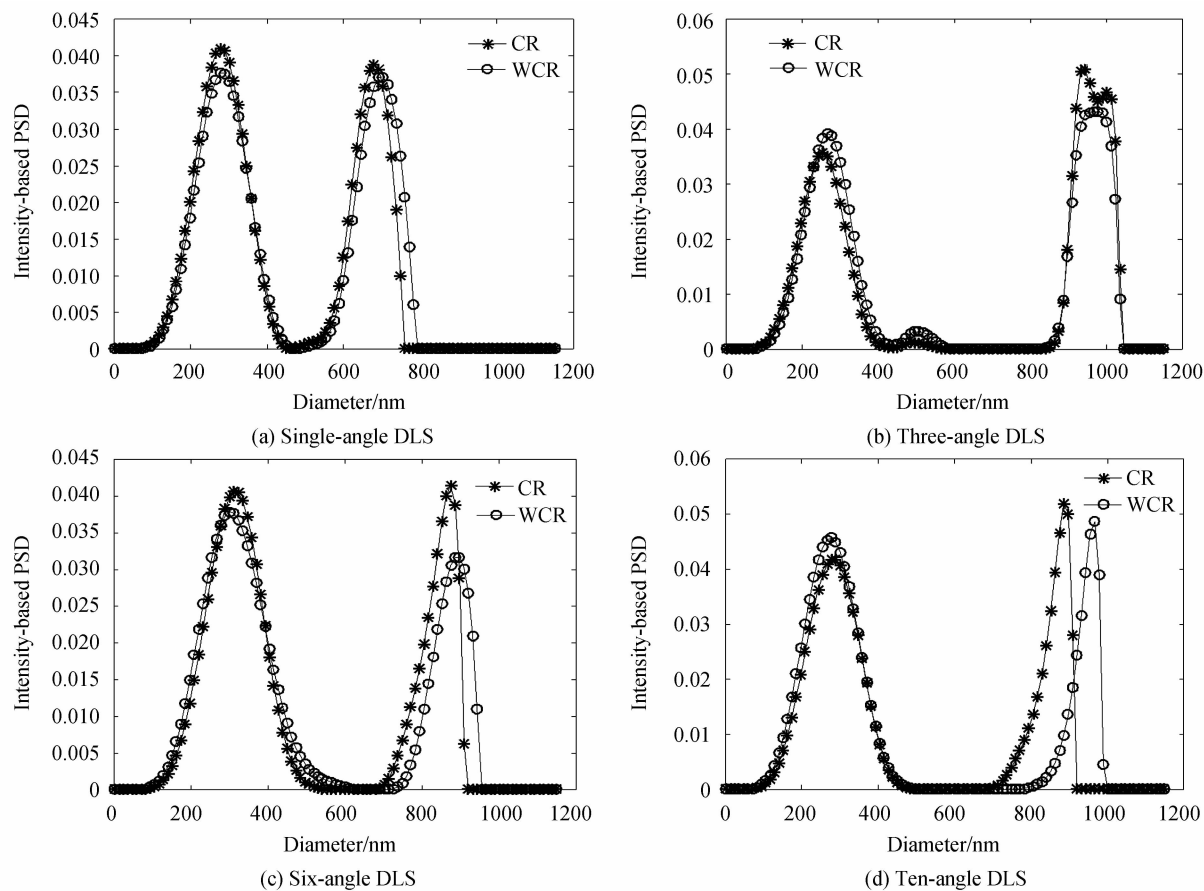 0.045
0.040
0.035
0.030
0.025
0.020
0.015
0.010
0.005
0
Intensity-based PSD
CR
WCR
0 200 400 600 800 1000 1200
Diameter/nm
(a) Single-angle DLS
0.06
0.05
0.04
0.03
0.02
0.01
0
Intensity-based PSD
CR
WCR
0 200 400 600 800 1000 1200
Diameter/nm
(b) Three-angle DLS
0.045
0.040
0.035
0.030
0.025
0.020
0.015
0.010
0.005
0
Intensity-based PSD
CR
WCR
0 200 400 600 800 1000 1200
Diameter/nm
(c) Six-angle DLS
0.06
0.05
0.04
0.03
0.02
0.01
0
Intensity-based PSD
CR
WCR
0 200 400 600 800 1000 1200
Diameter/nm
(d) Ten-angle DLS